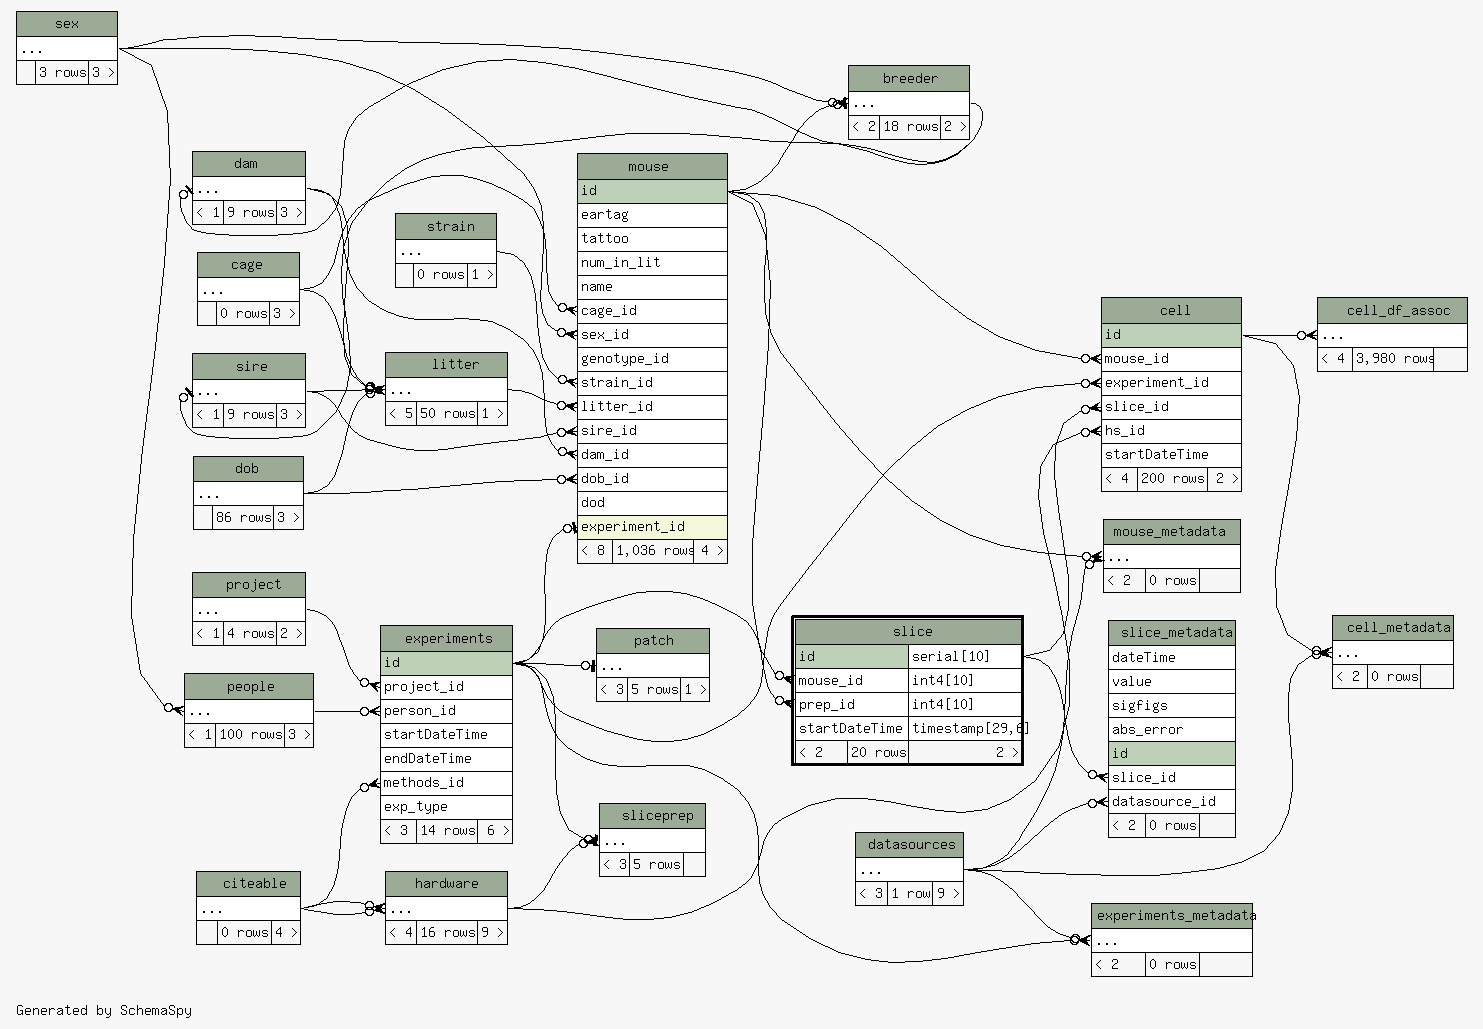 sex
...
3 rows 3 >
breeder
...
< 2 18 rows 2 >
dam
...
< 1 9 rows 3 >
cage
...
0 rows 3 >
sire
...
< 1 9 rows 3 >
dob
...
86 rows 3 >
strain
...
0 rows 1 >
litter
...
< 5 50 rows 1 >
mouse
id
eartag
tattoo
num_in_lit
name
cage_id
sex_id
genotype_id
strain_id
litter_id
sire_id
dam_id
dob_id
dod
experiment_id
< 8 1,036 rows 4 >
cell
id
mouse_id
experiment_id
slice_id
hs_id
startDateTime
< 4 200 rows 2 >
cell_df_assoc
...
< 4 3,980 rows
mouse_metadata
...
< 2 0 rows
project
...
< 1 4 rows 2 >
people
...
< 1 100 rows 3 >
experiments
id
project_id
person_id
startDateTime
endDateTime
methods_id
exp_type
< 3 14 rows 6 >
patch
...
< 3 5 rows 1 >
slice
id serial[10]
mouse_id int4[10]
prep_id int4[10]
startDateTime timestamp[29,6]
< 2 20 rows 2 >
slice_metadata
dateTime
value
sigfigs
abs_error
id
slice_id
datasource_id
< 2 0 rows
cell_metadata
...
< 2 0 rows
sliceprep
...
< 3 5 rows
datasources
...
< 3 1 row 9 >
citeable
...
0 rows 4 >
hardware
...
< 4 16 rows 9 >
experiments_metadata
...
< 2 0 rows
Generated by SchemaSpy